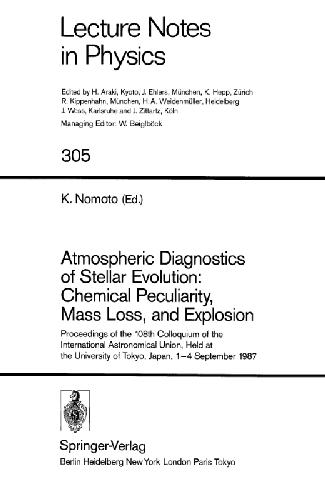 Lecture Notes
in Physics
Edited by H. Araki, Kyoto, J. Ehlers, München, K. Hepp, Zürich
R. Kippenhahn, München, H. A. Weidenmüller, Heidelberg
J. Wess, Karlsruhe and J. Zittartz, Köln
Managing Editor: W. Beiglböck
305
K. Nomoto (Ed.)
Atmospheric Diagnostics
of Stellar Evolution:
Chemical Peculiarity,
Mass Loss, and Explosion
Proceedings of the 108th Colloquium of the
International Astronomical Union, Held at
the University of Tokyo, Japan, 1–4 September 1987
Springer-Verlag
Berlin Heidelberg New York London Paris Tokyo